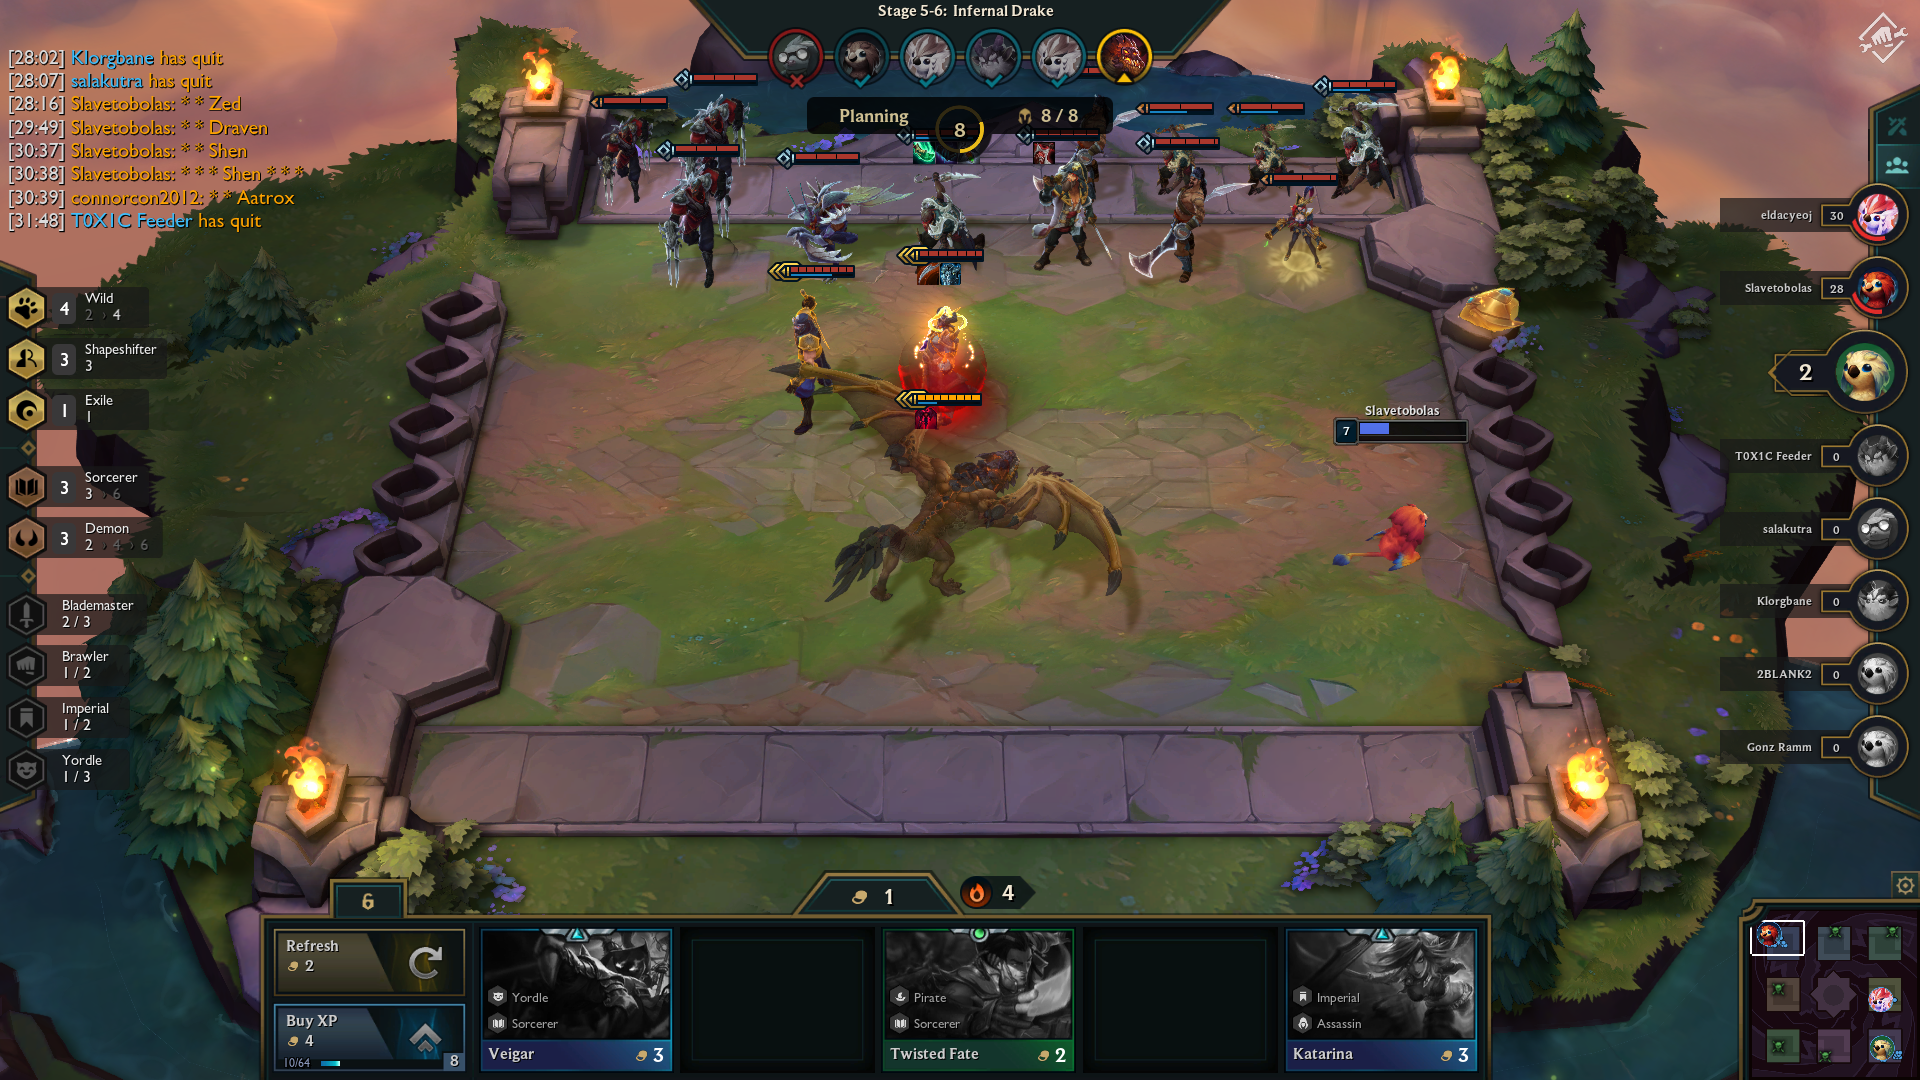 Stage 5-6: Infernal Drake
[28:02] Klorgbane has quit
[28:07] salakutra has quit
[28:16] Slavetobolas: * * Zed
[29:49] Slavetobolas: * * Draven
[30:37] Slavetobolas: * * Shen
[30:38] Slavetobolas: * * * Shen * * *
[30:39] connorcon2012: * * Aatrox
[31:48] T0X1C Feeder has quit
Planning
8
8 / 8
4
Wild
2 › 4
3
Shapeshifter
3
1
Exile
1
3
Sorcerer
3 › 6
3
Demon
2 › 4 › 6
Blademaster
2 / 3
Brawler
1 / 2
Imperial
1 / 2
Yordle
1 / 3
eldacyeoj 30
Slavetobolas 28
2
T0X1C Feeder 0
salakutra 0
Klorgbane 0
2BLANK2 0
Gonz Ramm 0
Slavetobolas
7
6
1
4
Refresh
2
Buy XP
4
10/64
8
Yordle
Sorcerer
Veigar 3
Pirate
Sorcerer
Twisted Fate 2
Imperial
Assassin
Katarina 3